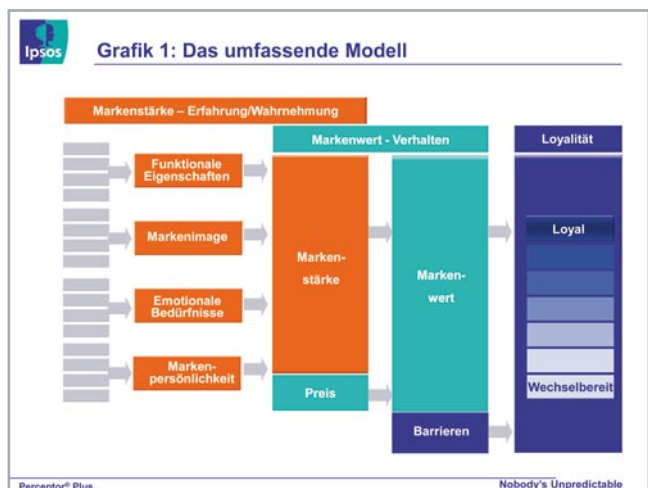 Ipsos
Grafik 1: Das umfassende Modell
Markenstärke – Erfahrung/Wahrnehmung
Markenwert - Verhalten
Loyalität
Funktionale
Eigenschaften
Markenimage
Emotionale
Bedürfnisse
Marken-
persönlichkeit
Marken-
stärke
Preis
Marken-
wert
Barrieren
Loyal
Wechselbereit
Perceptor® Plus
Nobody's Unpredictable